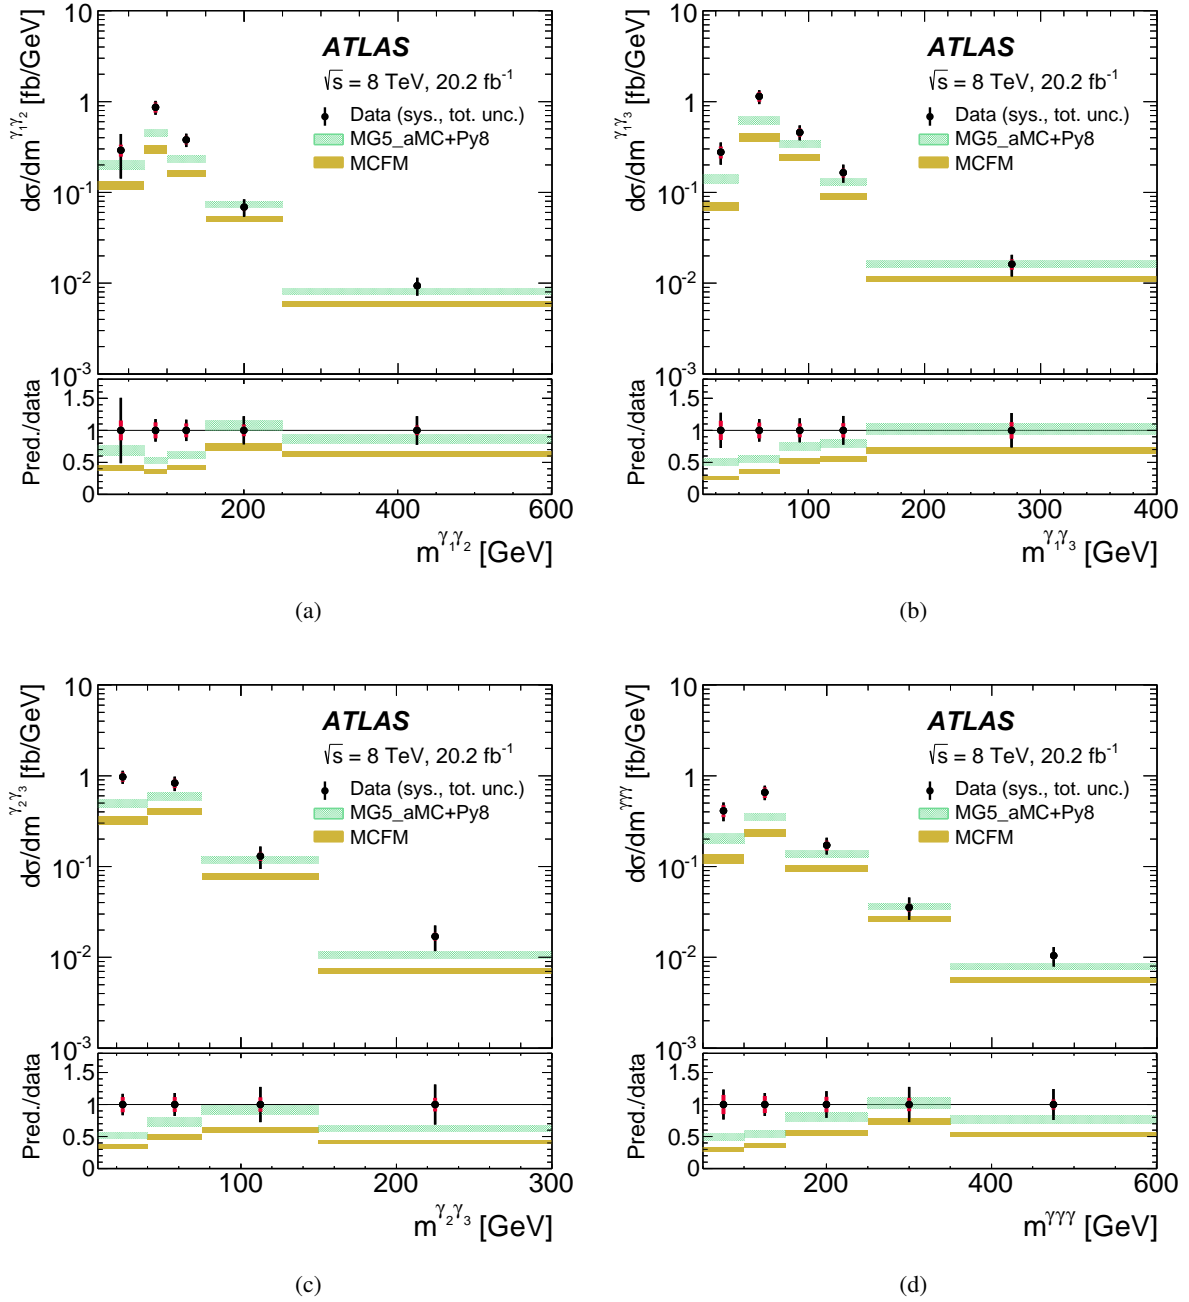 dσ/dm^γ₁γ₂ [fb/GeV]
10
1
10⁻¹
10⁻²
10⁻³
ATLAS
√s = 8 TeV, 20.2 fb⁻¹
Data (sys., tot. unc.)
MG5_aMC+Py8
MCFM
Pred./data
1.5
1
0.5
0
200 400 600
m^γ₁γ₂ [GeV]
(a)
dσ/dm^γ₁γ₃ [fb/GeV]
10
1
10⁻¹
10⁻²
10⁻³
ATLAS
√s = 8 TeV, 20.2 fb⁻¹
Data (sys., tot. unc.)
MG5_aMC+Py8
MCFM
Pred./data
1.5
1
0.5
0
100 200 300 400
m^γ₁γ₃ [GeV]
(b)
dσ/dm^γ₂γ₃ [fb/GeV]
10
1
10⁻¹
10⁻²
10⁻³
ATLAS
√s = 8 TeV, 20.2 fb⁻¹
Data (sys., tot. unc.)
MG5_aMC+Py8
MCFM
Pred./data
1.5
1
0.5
0
100 200 300
m^γ₂γ₃ [GeV]
(c)
dσ/dm^γγγ [fb/GeV]
10
1
10⁻¹
10⁻²
10⁻³
ATLAS
√s = 8 TeV, 20.2 fb⁻¹
Data (sys., tot. unc.)
MG5_aMC+Py8
MCFM
Pred./data
1.5
1
0.5
0
200 400 600
m^γγγ [GeV]
(d)